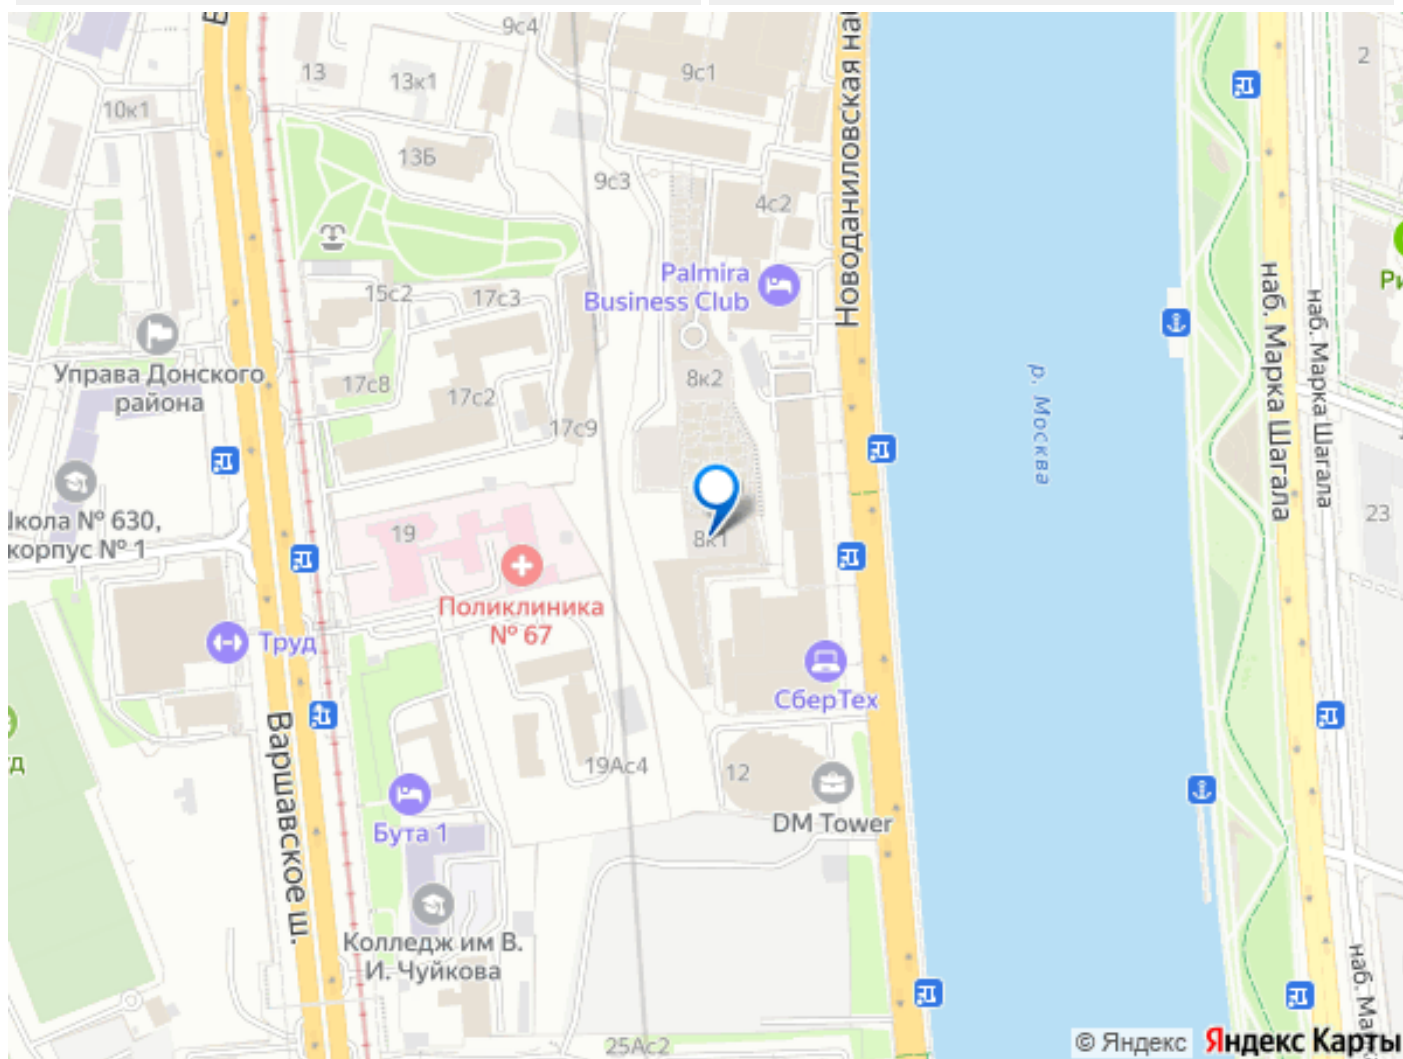 9с4
Новоданиловская на
13
13к1
9с1
2
10к1
13Б
9с3
4с2
Palmira
Business Club
наб. Марка Шагала
наб. Марка Шагала
15с2
17с3
Управа Донского
района
17с8
17с2
8к2
17с9
р. Москва
Школа № 630,
корпус № 1
19
8к1
23
Поликлиника
№ 67
Труд
СберТех
Варшавское ш.
19Ас4
12
DM Tower
Бута 1
Колледж им В.
И. Чуйкова
наб. Ма
25Ас2
© Яндекс
Яндекс Карты